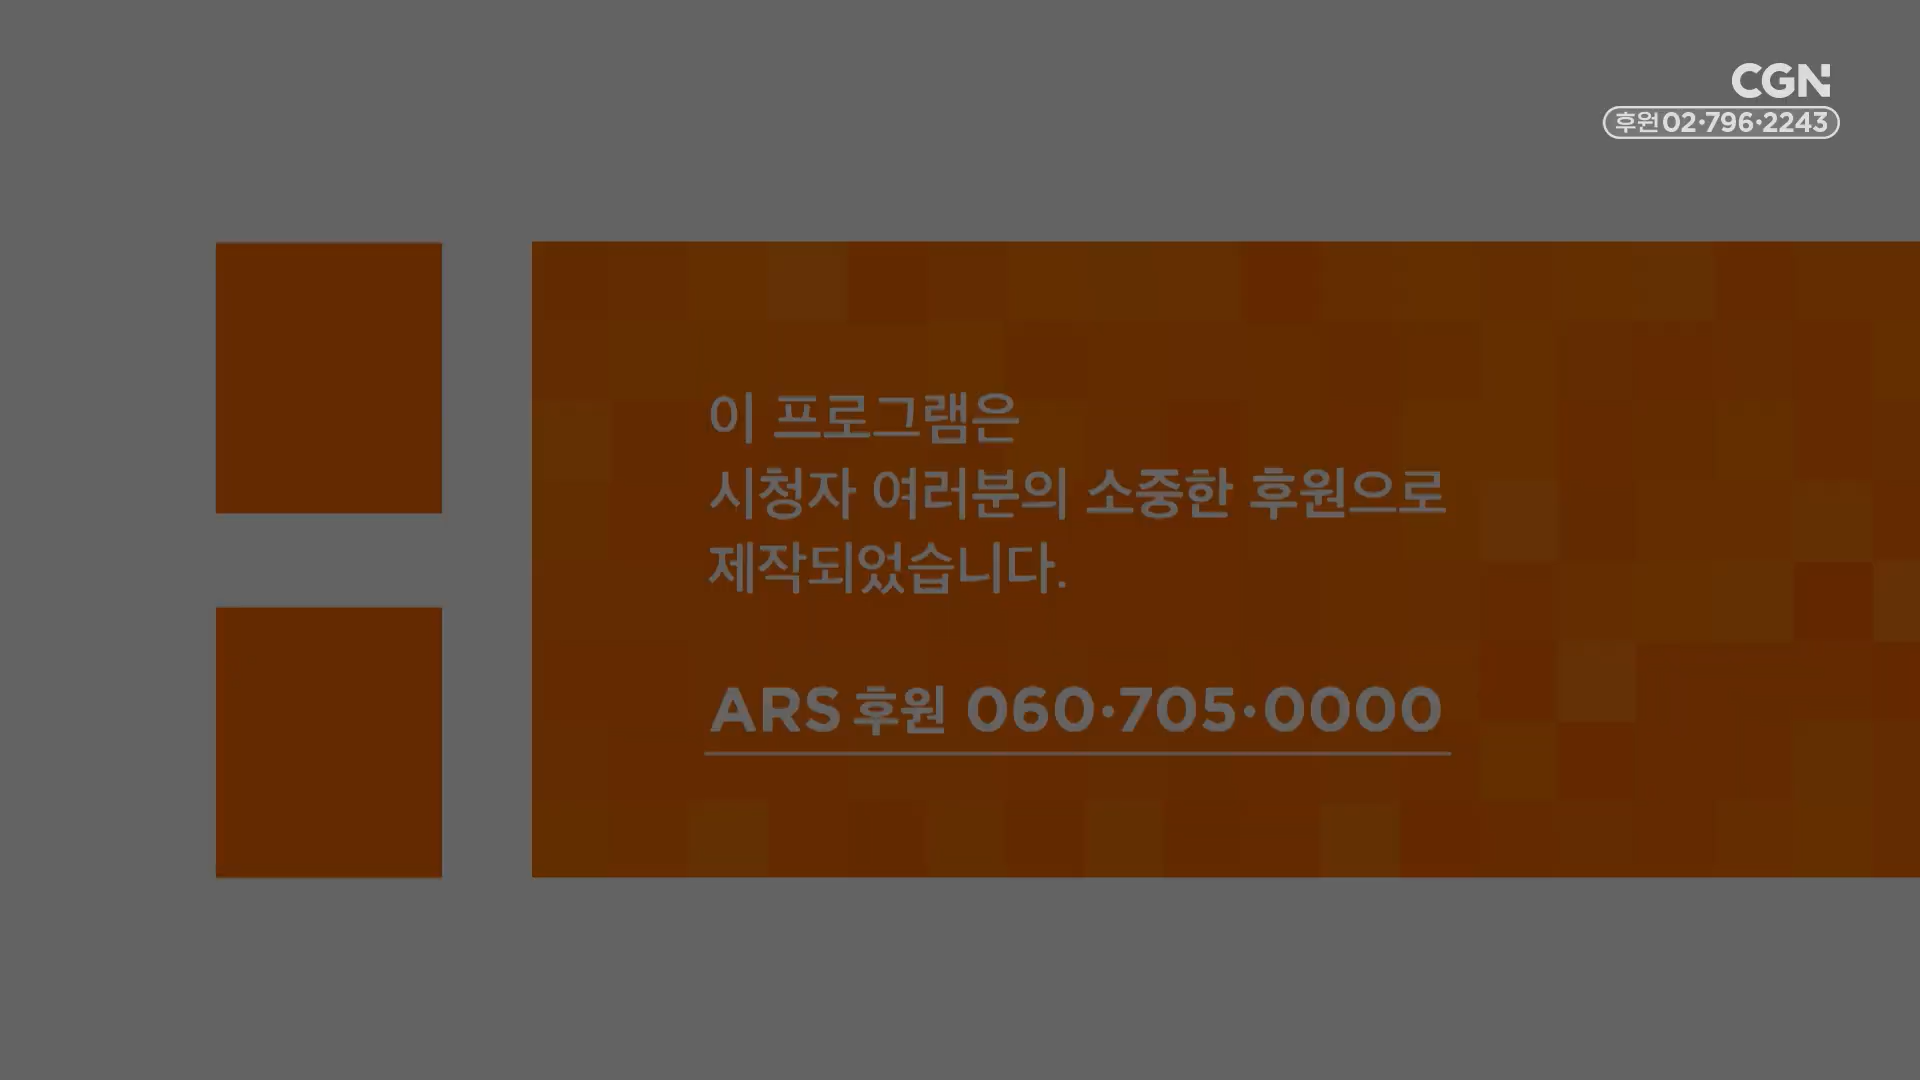 CGN
후원 02·796·2243
이 프로그램은
시청자 여러분의 소중한 후원으로
제작되었습니다.
ARS 후원 060·705·0000